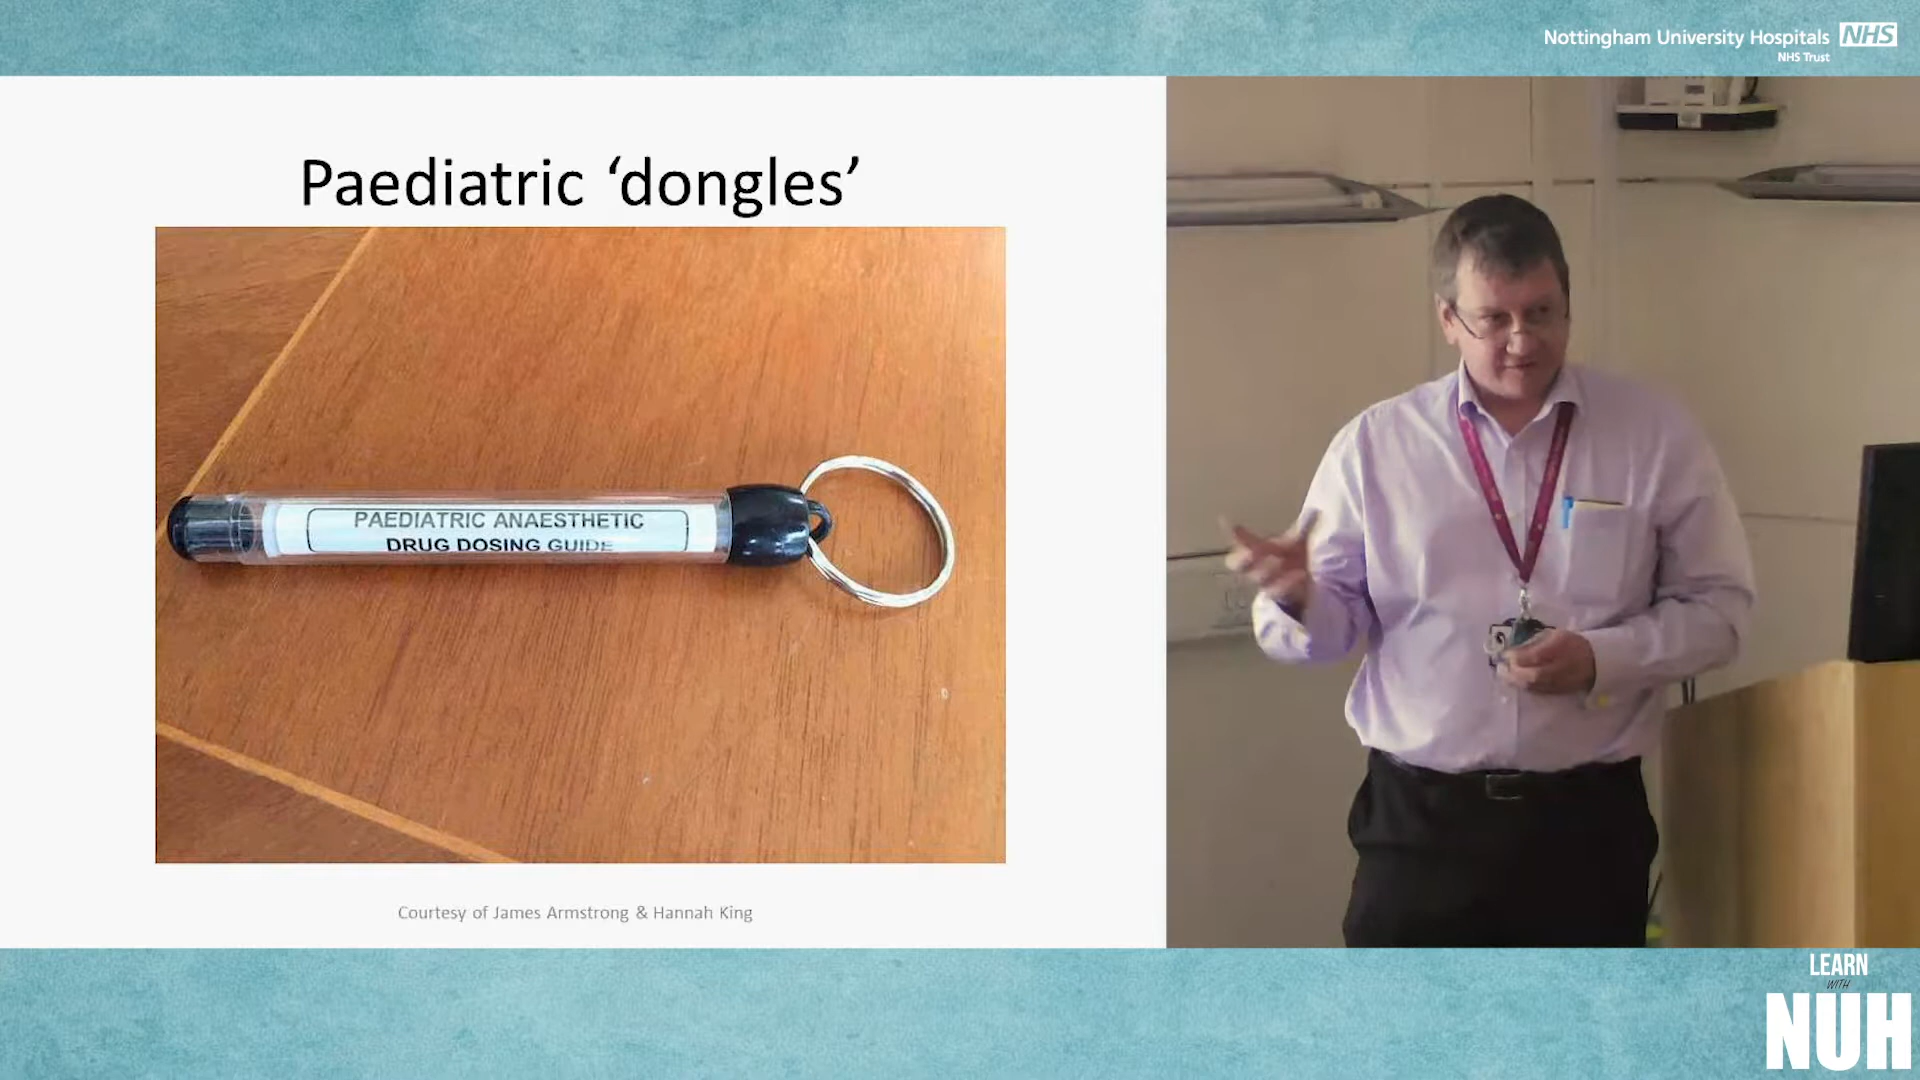 Nottingham University Hospitals NHS
NHS Trust
Paediatric ‘dongles’
PAEDIATRIC ANAESTHETIC
DRUG DOSING GUIDE
Courtesy of James Armstrong & Hannah King
LEARN
WITH
NUH